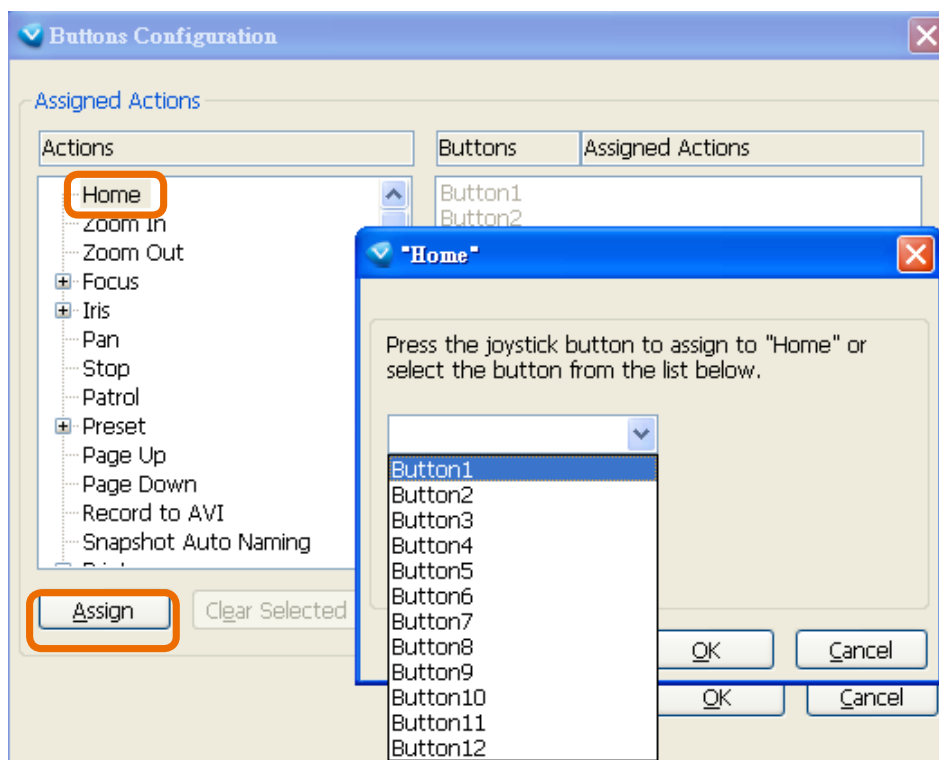 Buttons Configuration
Assigned Actions
Actions
Buttons
Assigned Actions
Home
Zoom In
Zoom Out
Focus
Iris
Pan
Stop
Patrol
Preset
Page Up
Page Down
Record to AVI
Snapshot Auto Naming
Button1
Button2
Assign
Clear Selected
"Home"
Press the joystick button to assign to "Home" or
select the button from the list below.
Button1
Button2
Button3
Button4
Button5
Button6
Button7
Button8
Button9
Button10
Button11
Button12
OK
Cancel
OK
Cancel